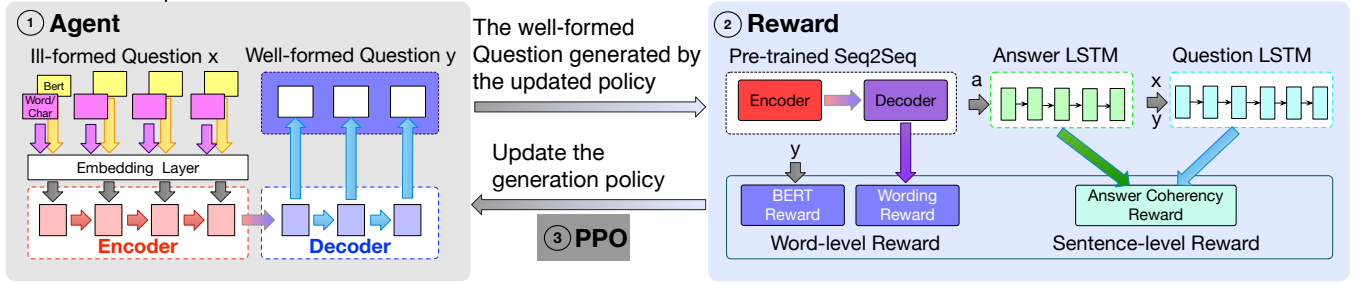 ① Agent
Ill-formed Question x
Well-formed Question y
Bert
Word/
Char
Embedding Layer
Encoder
Decoder
The well-formed
Question generated by
the updated policy
Update the
generation policy
③ PPO
② Reward
Pre-trained Seq2Seq
Answer LSTM
Question LSTM
Encoder
Decoder
a
x
y
y
BERT
Reward
Wording
Reward
Answer Coherency
Reward
Word-level Reward
Sentence-level Reward